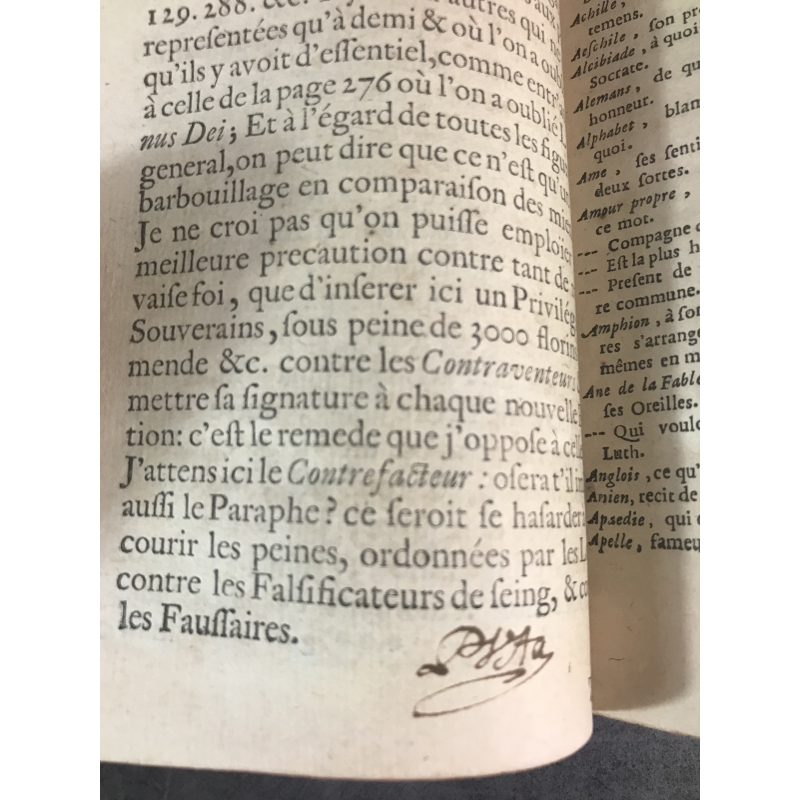 129. 288. &c.
repreſentées qu'à demi & où l'on a
qu'ils y avoit d'eſſentiel, comme
à celle de la page 276 où l'on a oublié
nus Dei; Et à l'égard de toutes les
general, on peut dire que ce n'eſt qu'un
barbouillage en comparaiſon des
Je ne croi pas qu'on puiſſe emploier
meilleure precaution contre tant de
vaiſe foi, que d'inſerer ici un
Souverains, ſous peine de 3000
mende &c. contre les Contraventeurs
mettre ſa ſignature à chaque nouvelle
tion: c'eſt le remede que j'oppoſe à
J'attens ici le Contrefacteur: oſera t'il
auſſi le Paraphe? ce ſeroit ſe
courir les peines, ordonnées par les
contre les Falſificateurs de ſeing, &
les Fauſſaires.
Achille,
temens.
Aeſchile, ſon
Alcibiade, à quoi
Socrate.
Alemans, de
honneur.
Alphabet,
quoi.
Ame, ſes
deux ſortes.
Amour propre,
ce mot.
--- Compagne
--- Eſt la plus
--- Preſent de
re commune.
Amphion, à
res
mêmes en
Ane de la
ſes Oreilles.
--- Qui
Luth.
Anglois, ce
Anien, recit de
Apsedie, qui
Apelle,